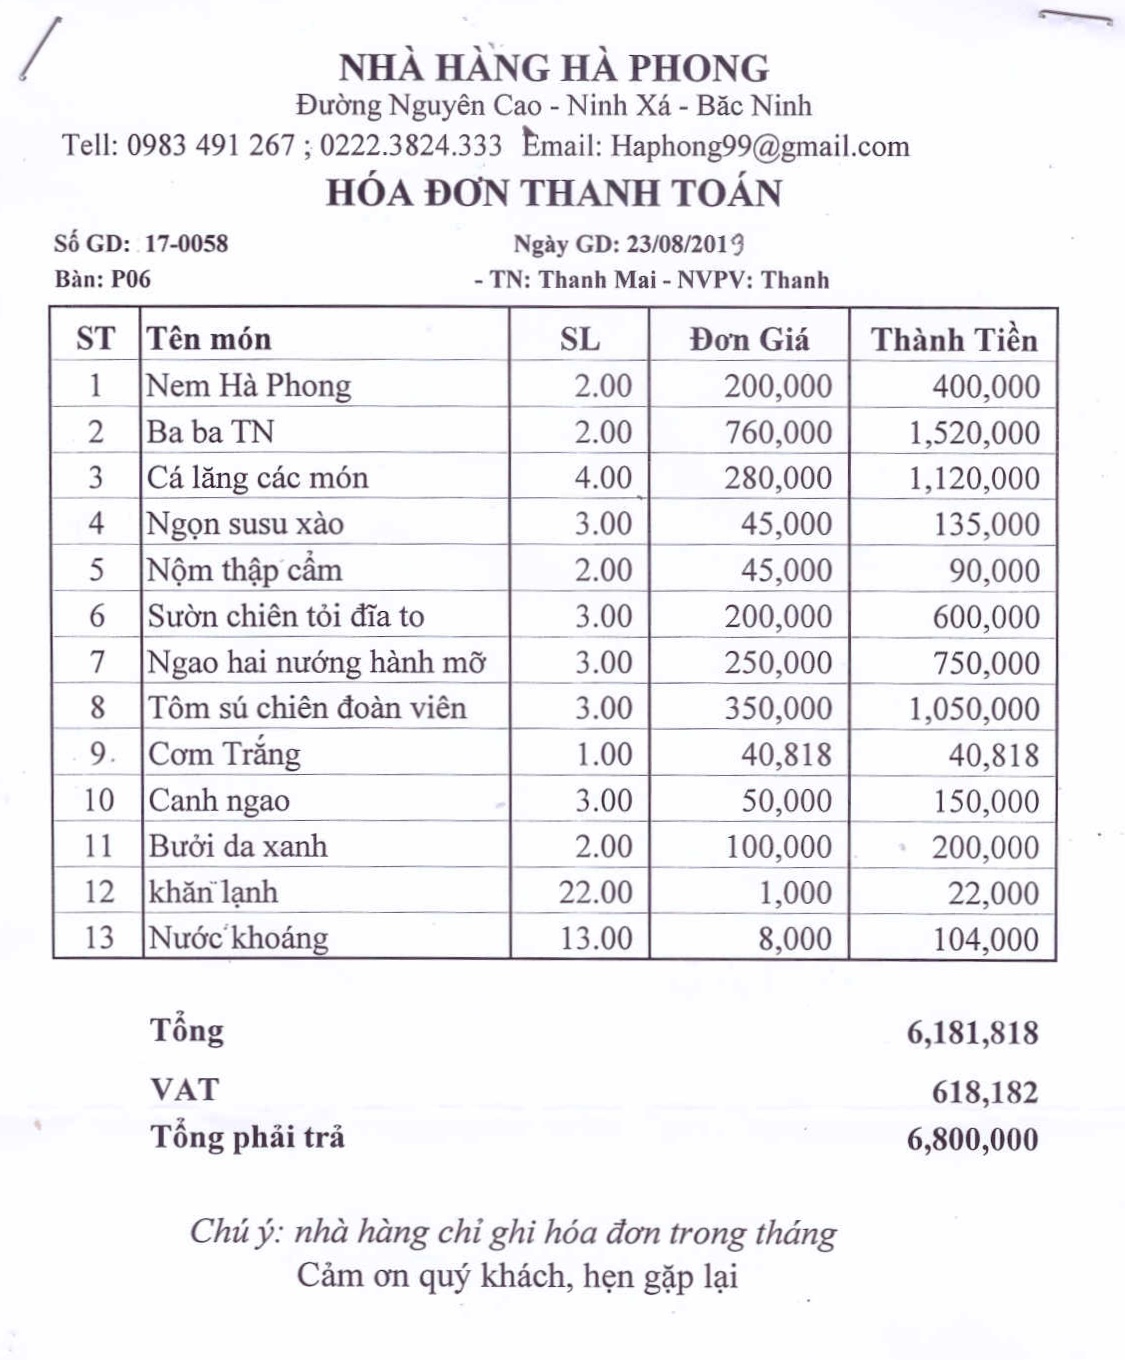 NHÀ HÀNG HÀ PHONG
Đường Nguyên Cao - Ninh Xá - Băc Ninh
Tell: 0983 491 267 ; 0222.3824.333 Email: Haphong99@gmail.com
HÓA ĐƠN THANH TOÁN
Số GD: 17-0058 Ngày GD: 23/08/2019
Bàn: P06 - TN: Thanh Mai - NVPV: Thanh
ST Tên món SL Đơn Giá Thành Tiền
1 Nem Hà Phong 2.00 200,000 400,000
2 Ba ba TN 2.00 760,000 1,520,000
3 Cá lăng các món 4.00 280,000 1,120,000
4 Ngọn susu xào 3.00 45,000 135,000
5 Nộm thập cẩm 2.00 45,000 90,000
6 Sườn chiên tỏi đĩa to 3.00 200,000 600,000
7 Ngao hai nướng hành mỡ 3.00 250,000 750,000
8 Tôm sú chiên đoàn viên 3.00 350,000 1,050,000
9 Cơm Trắng 1.00 40,818 40,818
10 Canh ngao 3.00 50,000 150,000
11 Bưởi da xanh 2.00 100,000 200,000
12 khăn lạnh 22.00 1,000 22,000
13 Nước khoáng 13.00 8,000 104,000
Tổng 6,181,818
VAT 618,182
Tổng phải trả 6,800,000
Chú ý: nhà hàng chỉ ghi hóa đơn trong tháng
Cảm ơn quý khách, hẹn gặp lại